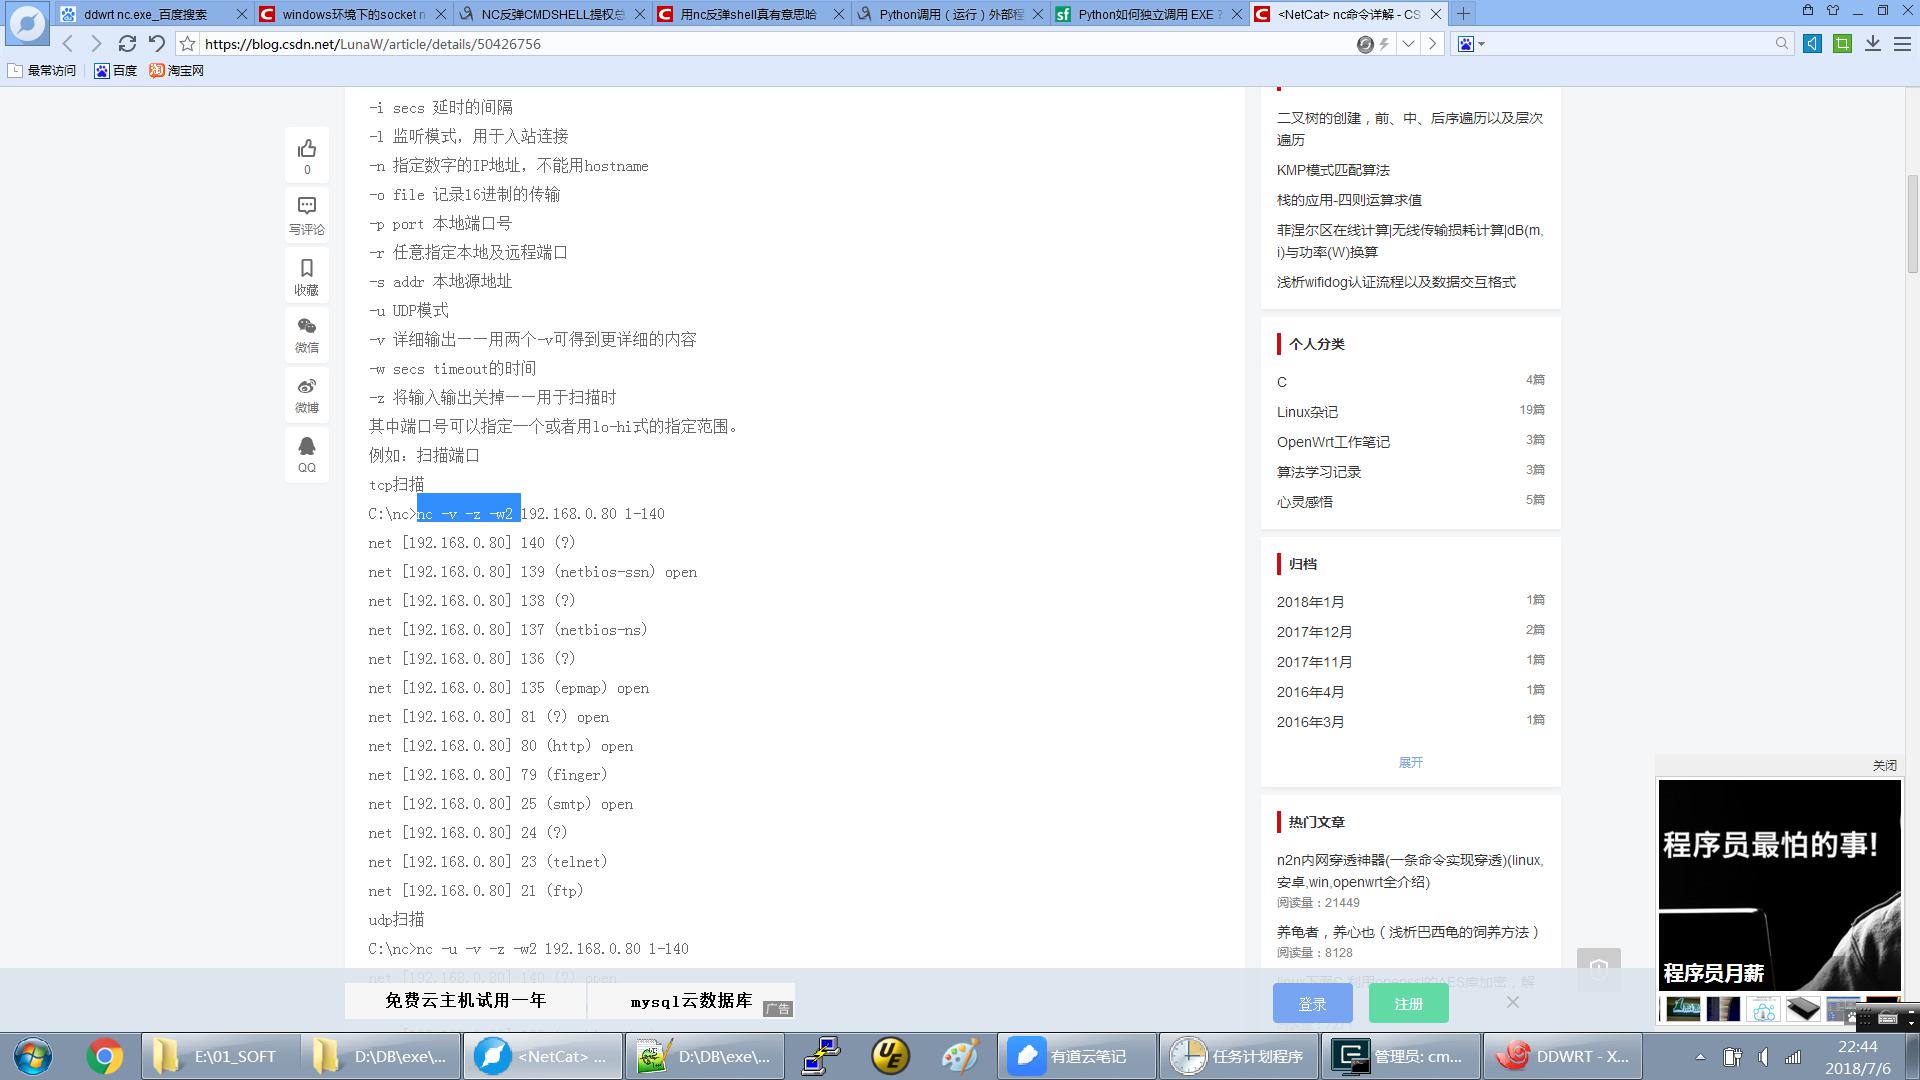 ddwrt nc.exe_百度搜索
windows环境下的socket n
NC反弹CMDSHELL提权总
用nc反弹shell真有意思哈
Python调用（运行）外部程
Python如何独立调用 EXE ?
<NetCat> nc命令详解 - CS
https://blog.csdn.net/LunaW/article/details/50426756
最常访问
百度
淘宝网
-i secs 延时的间隔
-l 监听模式，用于入站连接
-n 指定数字的IP地址，不能用hostname
-o file 记录16进制的传输
-p port 本地端口号
-r 任意指定本地及远程端口
-s addr 本地源地址
-u UDP模式
-v 详细输出——用两个-v可得到更详细的内容
-w secs timeout的时间
-z 将输入输出关掉——用于扫描时
其中端口号可以指定一个或者用lo-hi式的指定范围。
例如：扫描端口
tcp扫描
C:\nc>nc -v -z -w2 192.168.0.80 1-140
net [192.168.0.80] 140 (?)
net [192.168.0.80] 139 (netbios-ssn) open
net [192.168.0.80] 138 (?)
net [192.168.0.80] 137 (netbios-ns)
net [192.168.0.80] 136 (?)
net [192.168.0.80] 135 (epmap) open
net [192.168.0.80] 81 (?) open
net [192.168.0.80] 80 (http) open
net [192.168.0.80] 79 (finger)
net [192.168.0.80] 25 (smtp) open
net [192.168.0.80] 24 (?)
net [192.168.0.80] 23 (telnet)
net [192.168.0.80] 21 (ftp)
udp扫描
C:\nc>nc -u -v -z -w2 192.168.0.80 1-140
net [192.168.0.80] 140 (?) open
0
写评论
收藏
微信
微博
QQ
二叉树的创建，前、中、后序遍历以及层次
遍历
KMP模式匹配算法
栈的应用-四则运算求值
菲涅尔区在线计算|无线传输损耗计算|dB(m,
i)与功率(W)换算
浅析wifidog认证流程以及数据交互格式
个人分类
C 4篇
Linux杂记 19篇
OpenWrt工作笔记 3篇
算法学习记录 3篇
心灵感悟 5篇
归档
2018年1月 1篇
2017年12月 2篇
2017年11月 1篇
2016年4月 1篇
2016年3月 1篇
展开
热门文章
n2n内网穿透神器(一条命令实现穿透)(linux,
安卓,win,openwrt全介绍)
阅读量：21449
养龟者，养心也（浅析巴西龟的饲养方法）
阅读量：8128
linux下面C 利用openssl的AES库加密，解
关闭
程序员最怕的事!
程序员月薪
免费云主机试用一年
mysql云数据库
广告
登录
注册
E:\01_SOFT
D:\DB\exe\...
<NetCat> ...
D:\DB\exe\...
有道云笔记
任务计划程序
管理员: cm...
DDWRT - X...
22:44
2018/7/6